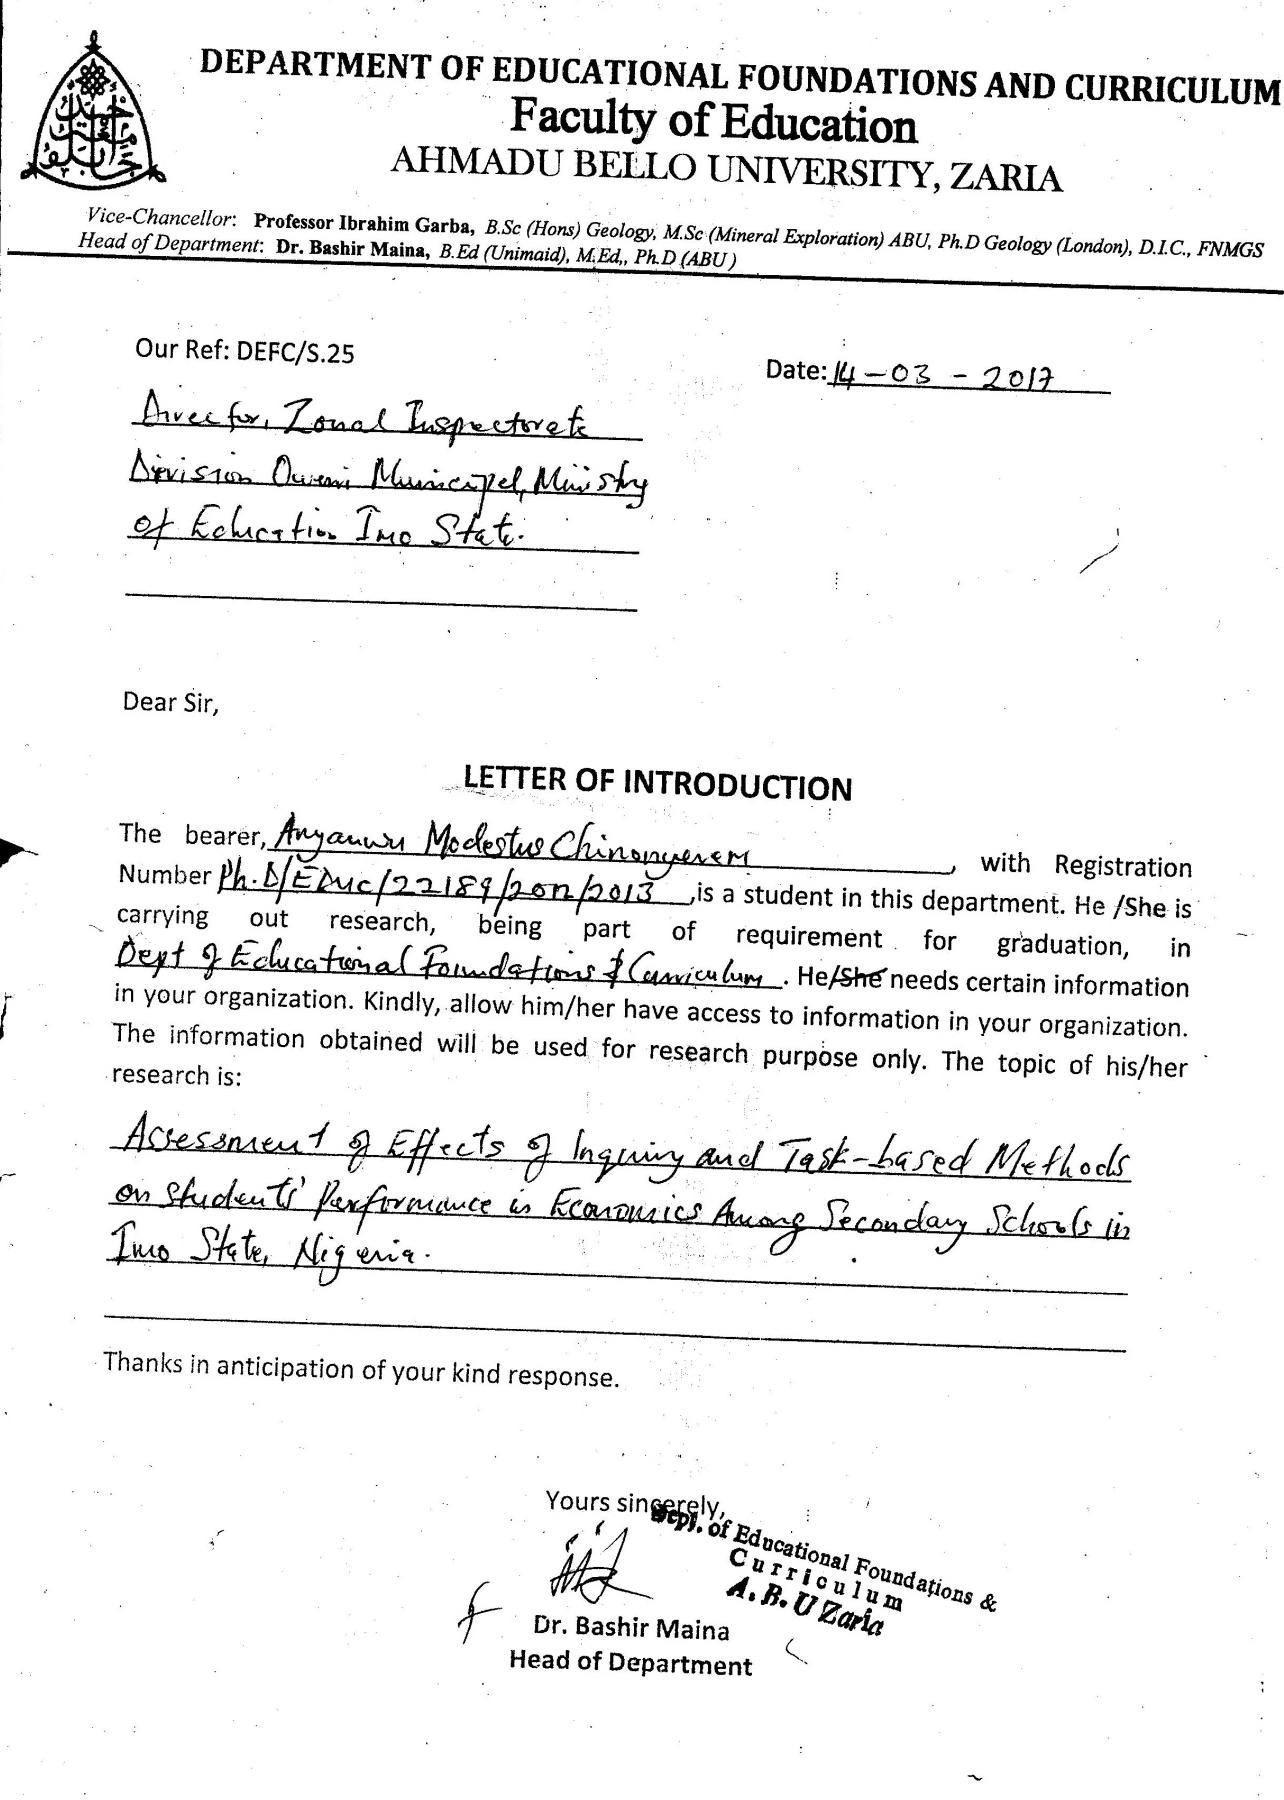 DEPARTMENT OF EDUCATIONAL FOUNDATIONS AND CURRICULUM
Faculty of Education
AHMADU BELLO UNIVERSITY, ZARIA
Vice-Chancellor: Professor Ibrahim Garba, B.Sc (Hons) Geology, M.Sc (Mineral Exploration) ABU, Ph.D Geology (London), D.I.C., FNMGS
Head of Department: Dr. Bashir Maina, B.Ed (Unimaid), M.Ed,, Ph.D (ABU)
Our Ref: DEFC/S.25
Date: 14-03-2017
Director, Zonal Inspectorate
Division Owerri Municipal, Ministry
of Education Imo State.
Dear Sir,
LETTER OF INTRODUCTION
The bearer, Anyanwu Modestus Chinonyerem, with Registration
Number Ph.D/EDUC/22189/2012/2013, is a student in this department. He /She is
carrying out research, being part of requirement for graduation, in
Dept of Educational Foundations & Curriculum. He/She needs certain information
in your organization. Kindly, allow him/her have access to information in your organization.
The information obtained will be used for research purpose only. The topic of his/her
research is:
Assessment of Effects of Inquiry and Task-based Methods
on students' Performance in Economics Among Secondary Schools in
Imo State, Nigeria.
Thanks in anticipation of your kind response.
Yours sincerely,
Dept. of Educational Foundations &
Curriculum
A.B.U Zaria
Dr. Bashir Maina
Head of Department